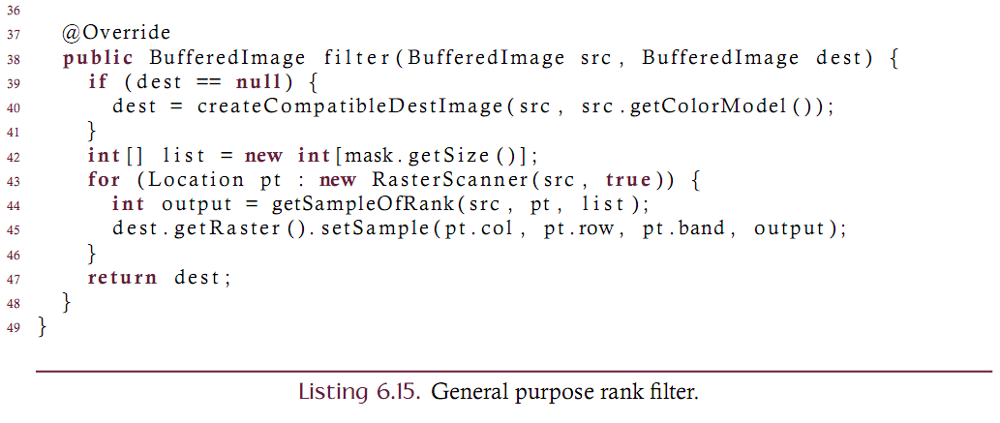 36
37 @Override
38 public BufferedImage filter(BufferedImage src, BufferedImage dest) {
39 if (dest == null) {
40 dest = createCompatibleDestImage(src, src.getColorModel());
41 }
42 int[] list = new int[mask.getSize()];
43 for (Location pt : new RasterScanner(src, true)) {
44 int output = getSampleOfRank(src, pt, list);
45 dest.getRaster().setSample(pt.col, pt.row, pt.band, output);
46 }
47 return dest;
48 }
49 }
Listing 6.15. General purpose rank filter.